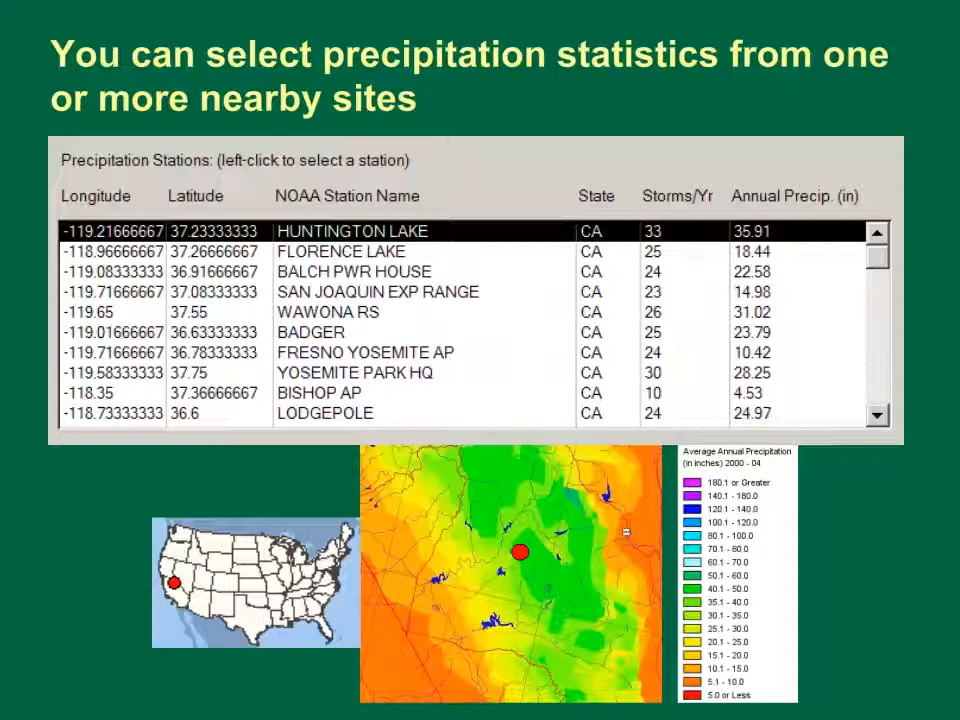 You can select precipitation statistics from one
or more nearby sites
Precipitation Stations: (left-click to select a station)
Longitude Latitude NOAA Station Name State Storms/Yr Annual Precip. (in)
-119.21666667 37.23333333 HUNTINGTON LAKE CA 33 35.91
-118.96666667 37.26666667 FLORENCE LAKE CA 25 18.44
-119.08333333 36.91666667 BALCH PWR HOUSE CA 24 22.58
-119.71666667 37.08333333 SAN JOAQUIN EXP RANGE CA 23 14.98
-119.65 37.55 WAWONA RS CA 26 31.02
-119.01666667 36.63333333 BADGER CA 25 23.79
-119.71666667 36.78333333 FRESNO YOSEMITE AP CA 24 10.42
-119.58333333 37.75 YOSEMITE PARK HQ CA 30 28.25
-118.35 37.36666667 BISHOP AP CA 10 4.53
-118.73333333 36.6 LODGEPOLE CA 24 24.97
Average Annual Precipitation
(in inches) 2000 - 04
180.1 or Greater
140.1 - 180.0
120.1 - 140.0
100.1 - 120.0
80.1 - 100.0
70.1 - 80.0
60.1 - 70.0
50.1 - 60.0
40.1 - 50.0
35.1 - 40.0
30.1 - 35.0
25.1 - 30.0
20.1 - 25.0
15.1 - 20.0
10.1 - 15.0
5.1 - 10.0
5.0 or Less